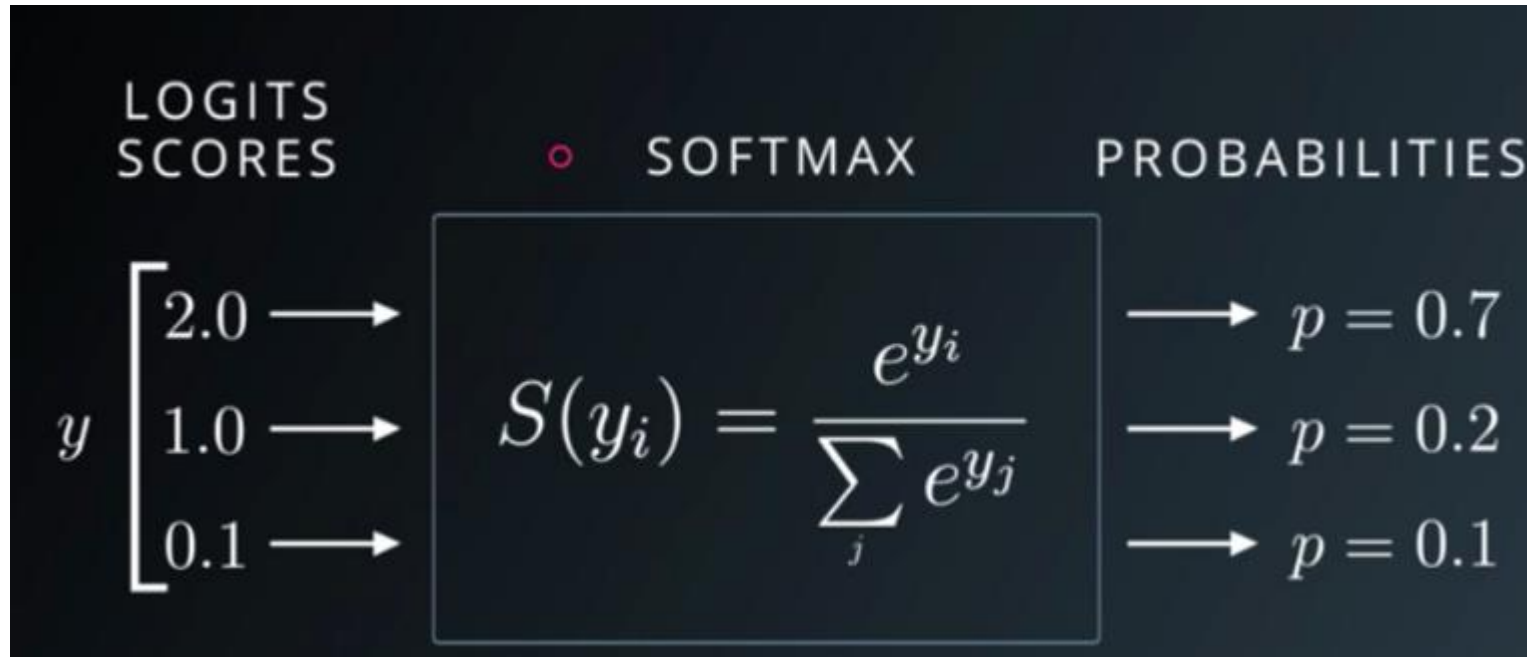 LOGITS
SCORES
SOFTMAX
PROBABILITIES
y
2.0
1.0
0.1
S(y_i) = e^{y_i} / \sum_j e^{y_j}
p = 0.7
p = 0.2
p = 0.1